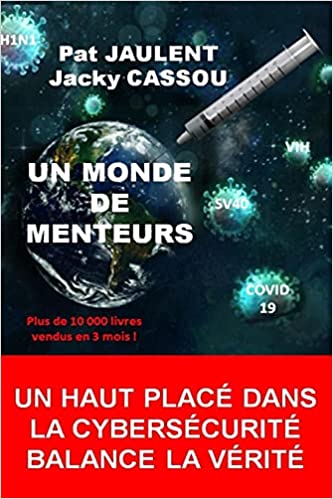 H1N1
Pat JAULENT
Jacky CASSOU
VIH
UN MONDE
DE
MENTEURS
SV40
COVID
19
Plus de 10 000 livres
vendus en 3 mois !
UN HAUT PLACÉ DANS
LA CYBERSÉCURITÉ
BALANCE LA VÉRITÉ